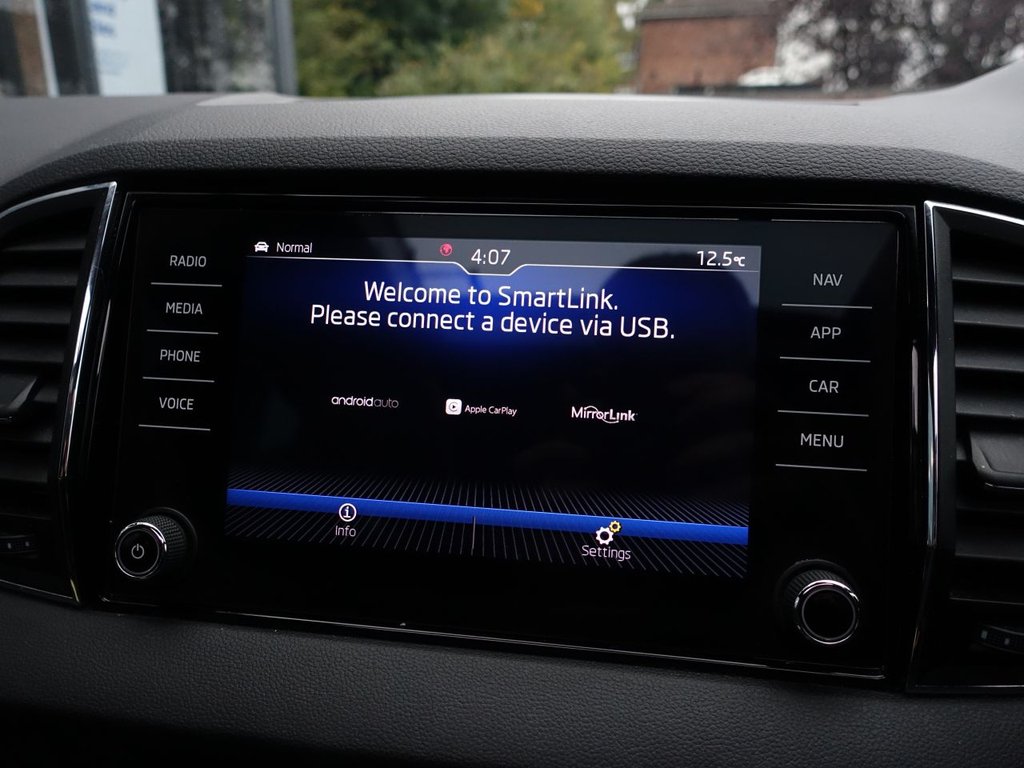 RADIO
MEDIA
PHONE
VOICE
Normal
4:07
12.5°C
Welcome to SmartLink.
Please connect a device via USB.
androidauto
Apple CarPlay
MirrorLink
Info
Settings
NAV
APP
CAR
MENU